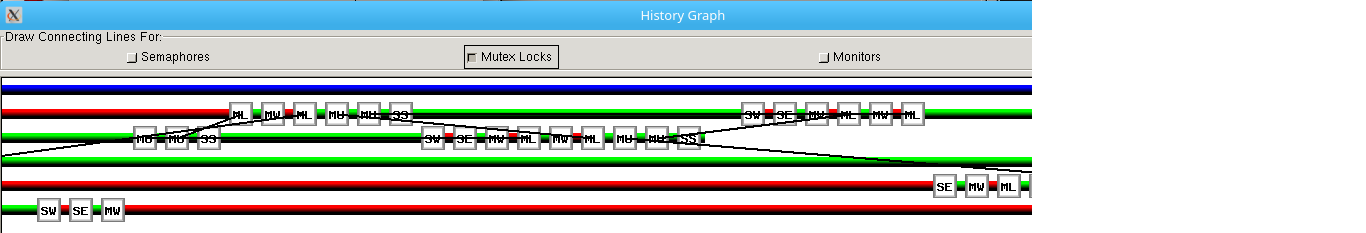 History Graph
Draw Connecting Lines For:
Semaphores Mutex Locks Monitors
ML MW ML MU MU SS SW SE MW ML MW ML
MU MU SS SW SE MW ML MW ML MU MU SS
SE MW ML
SW SE MW